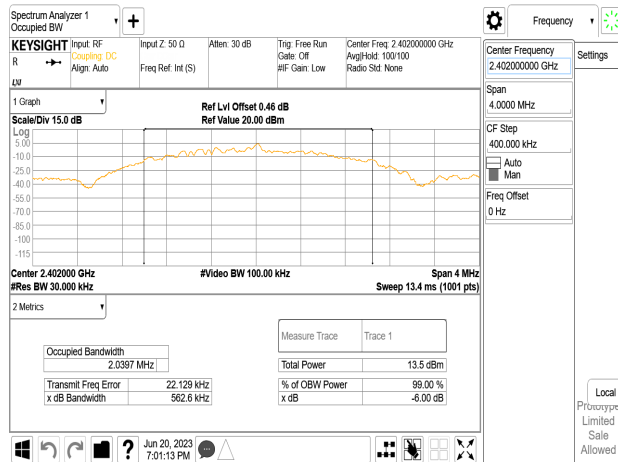 Spectrum Analyzer 1
Occupied BW
Frequency
KEYSIGHT
R
Input: RF
Coupling: DC
Align: Auto
Input Z: 50 Ω
Freq Ref: Int (S)
Atten: 30 dB
Trig: Free Run
Gate: Off
#IF Gain: Low
Center Freq: 2.402000000 GHz
Avg|Hold: 100/100
Radio Std: None
LXI
Center Frequency
2.402000000 GHz
Settings
Span
4.0000 MHz
CF Step
400.000 kHz
Auto
Man
Freq Offset
0 Hz
1 Graph
Scale/Div 15.0 dB
Ref Lvl Offset 0.46 dB
Ref Value 20.00 dBm
Log
5.00
-10.0
-25.0
-40.0
-55.0
-70.0
-85.0
-100
-115
Center 2.402000 GHz
#Res BW 30.000 kHz
#Video BW 100.00 kHz
Span 4 MHz
Sweep 13.4 ms (1001 pts)
2 Metrics
Measure Trace
Trace 1
Occupied Bandwidth
2.0397 MHz
Total Power
13.5 dBm
Transmit Freq Error
22.129 kHz
% of OBW Power
99.00 %
x dB Bandwidth
562.6 kHz
x dB
-6.00 dB
Local
Prototype
Limited
Sale
Allowed
?
Jun 20, 2023
7:01:13 PM